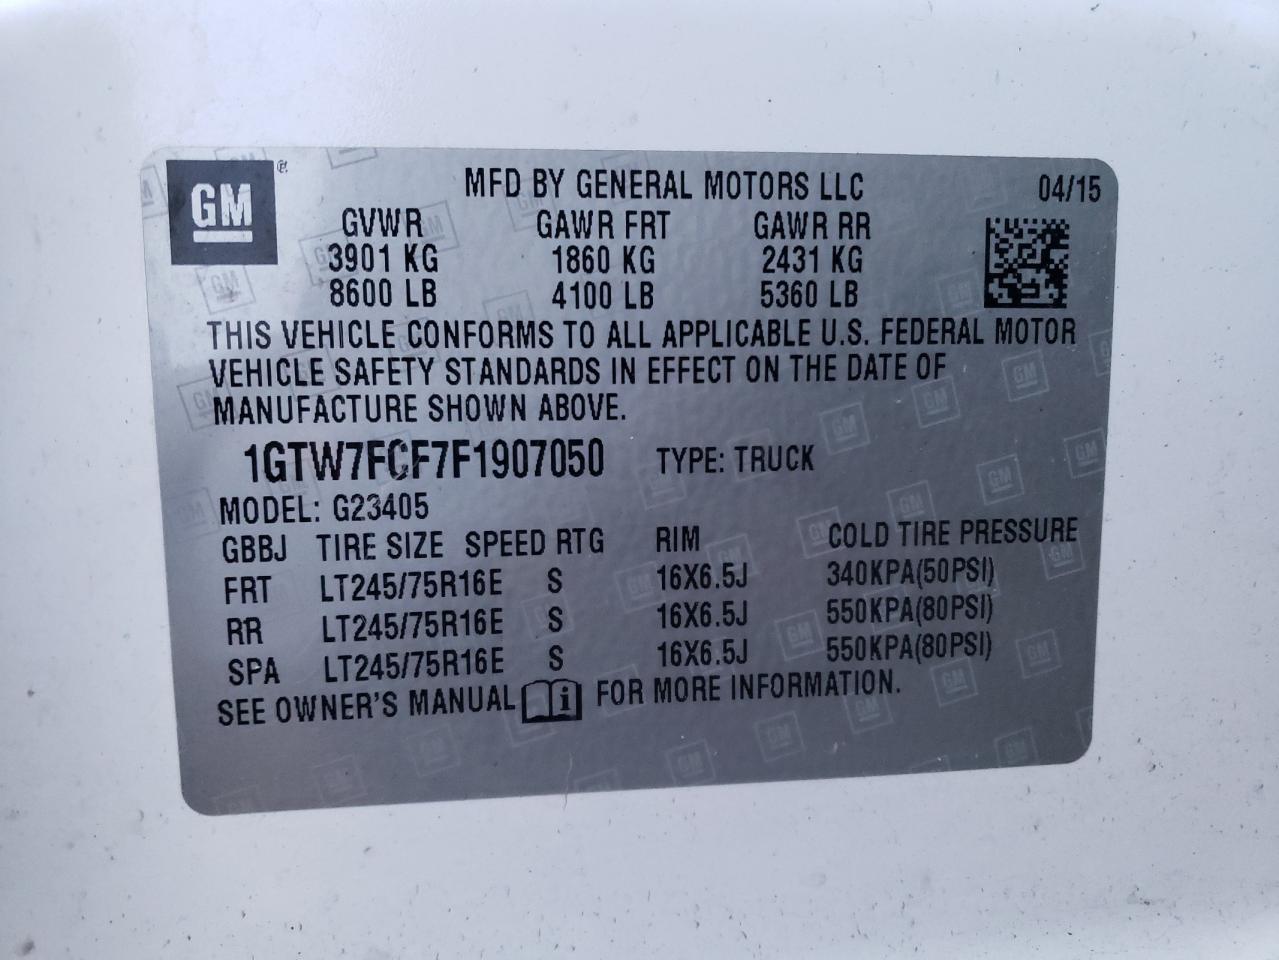 GM ®
MFD BY GENERAL MOTORS LLC 04/15
GVWR GAWR FRT GAWR RR
3901 KG 1860 KG 2431 KG
8600 LB 4100 LB 5360 LB
THIS VEHICLE CONFORMS TO ALL APPLICABLE U.S. FEDERAL MOTOR
VEHICLE SAFETY STANDARDS IN EFFECT ON THE DATE OF
MANUFACTURE SHOWN ABOVE.
1GTW7FCF7F1907050 TYPE: TRUCK
MODEL: G23405
GBBJ TIRE SIZE SPEED RTG RIM COLD TIRE PRESSURE
FRT LT245/75R16E S 16X6.5J 340KPA(50PSI)
RR LT245/75R16E S 16X6.5J 550KPA(80PSI)
SPA LT245/75R16E S 16X6.5J 550KPA(80PSI)
SEE OWNER'S MANUAL i FOR MORE INFORMATION.